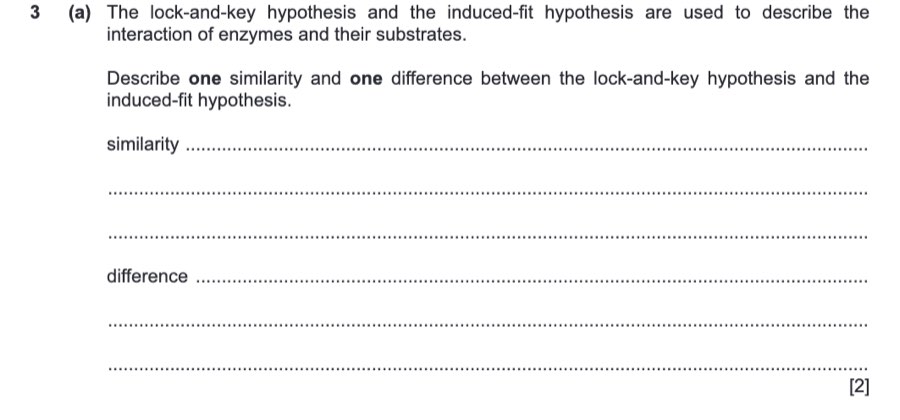 3 (a) The lock-and-key hypothesis and the induced-fit hypothesis are used to describe the
interaction of enzymes and their substrates.
Describe one similarity and one difference between the lock-and-key hypothesis and the
induced-fit hypothesis.
similarity
difference
[2]